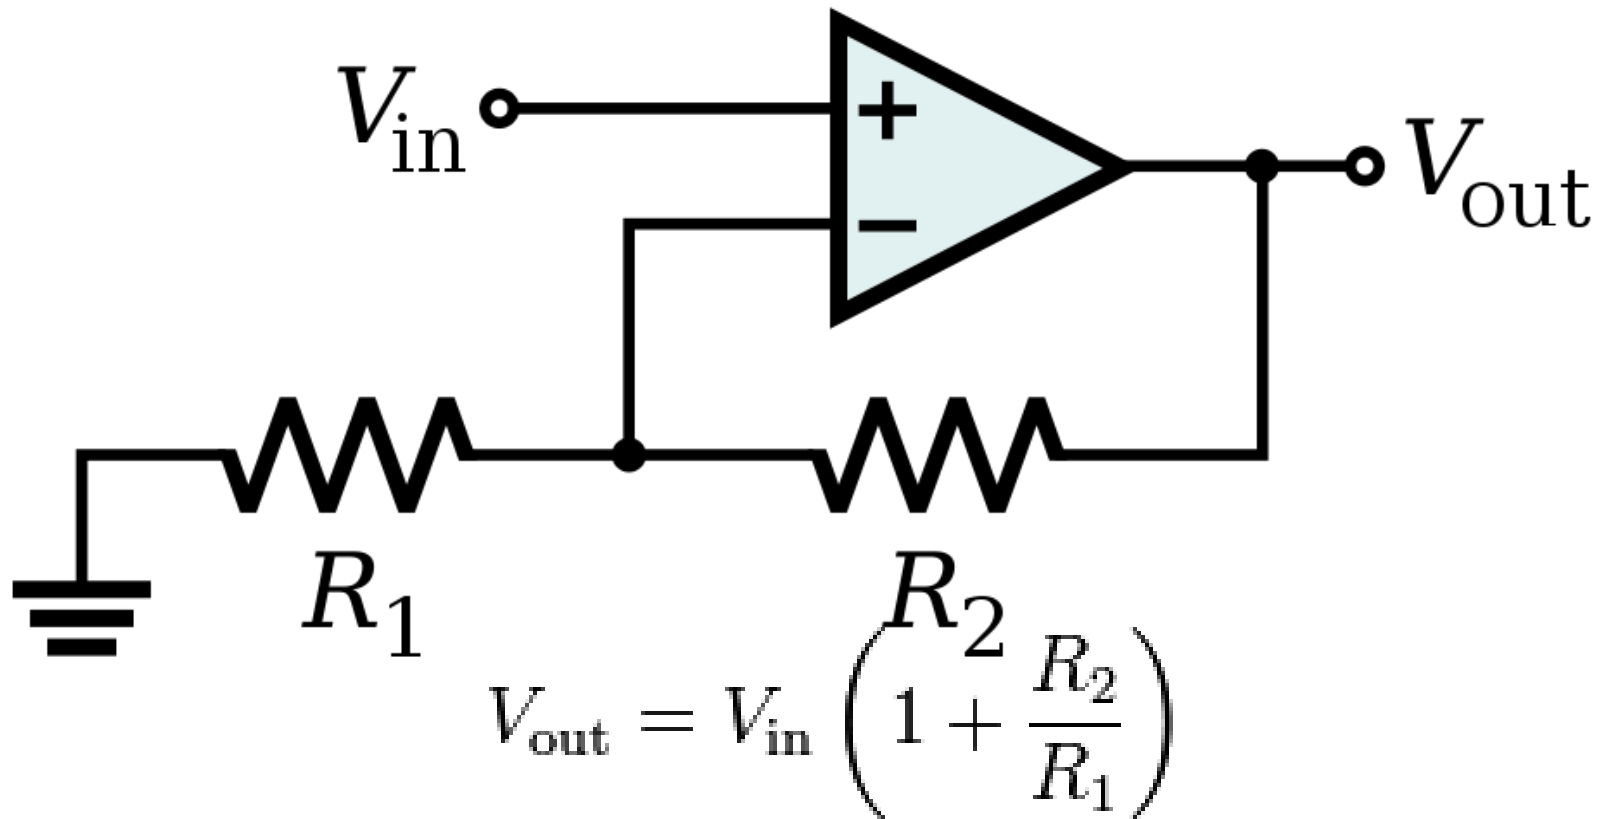 V_in
+
−
V_out
R_1
R_2
V_out = V_in (1 + R_2/R_1)